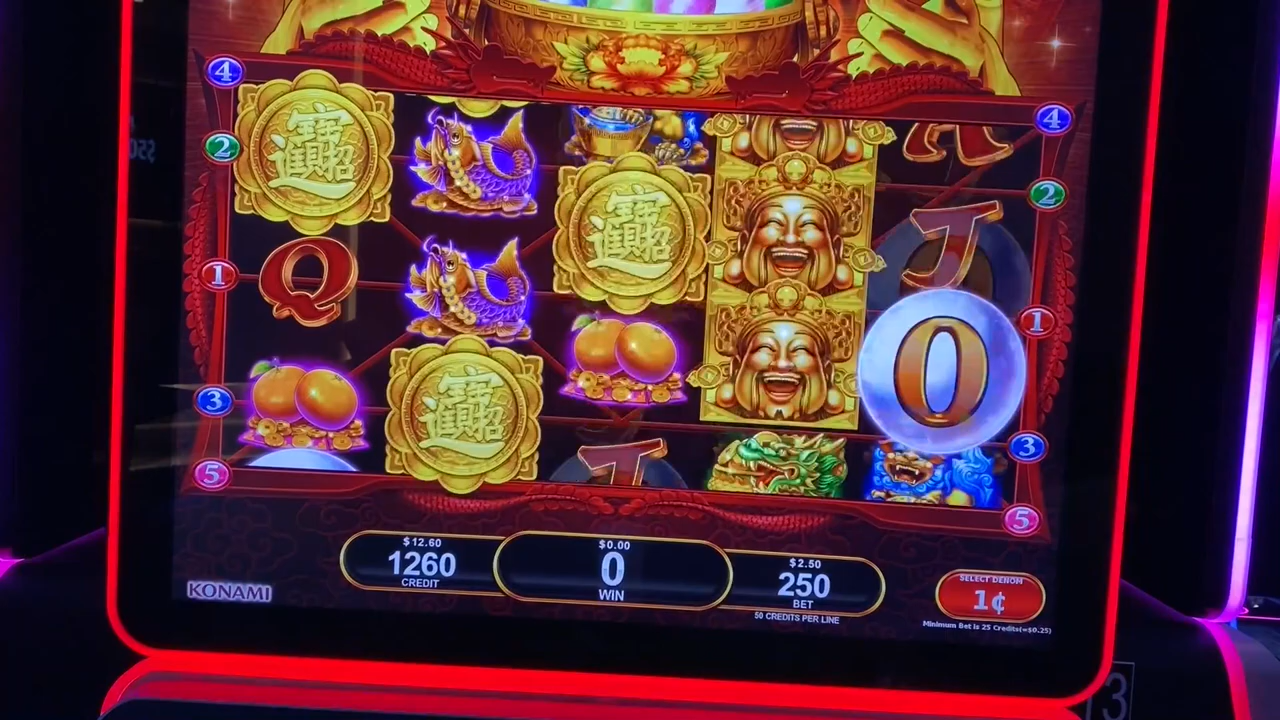 4
4
招財進寶
2
2
招財進寶
J
1
Q
1
O
招財進寶
3
3
5
5
$12.60
1260
CREDIT
$0.00
0
WIN
$2.50
250
BET
50 CREDITS PER LINE
SELECT DENOM
1¢
Minimum Bet is 25 Credits(=$0.25)
KONAMI
3